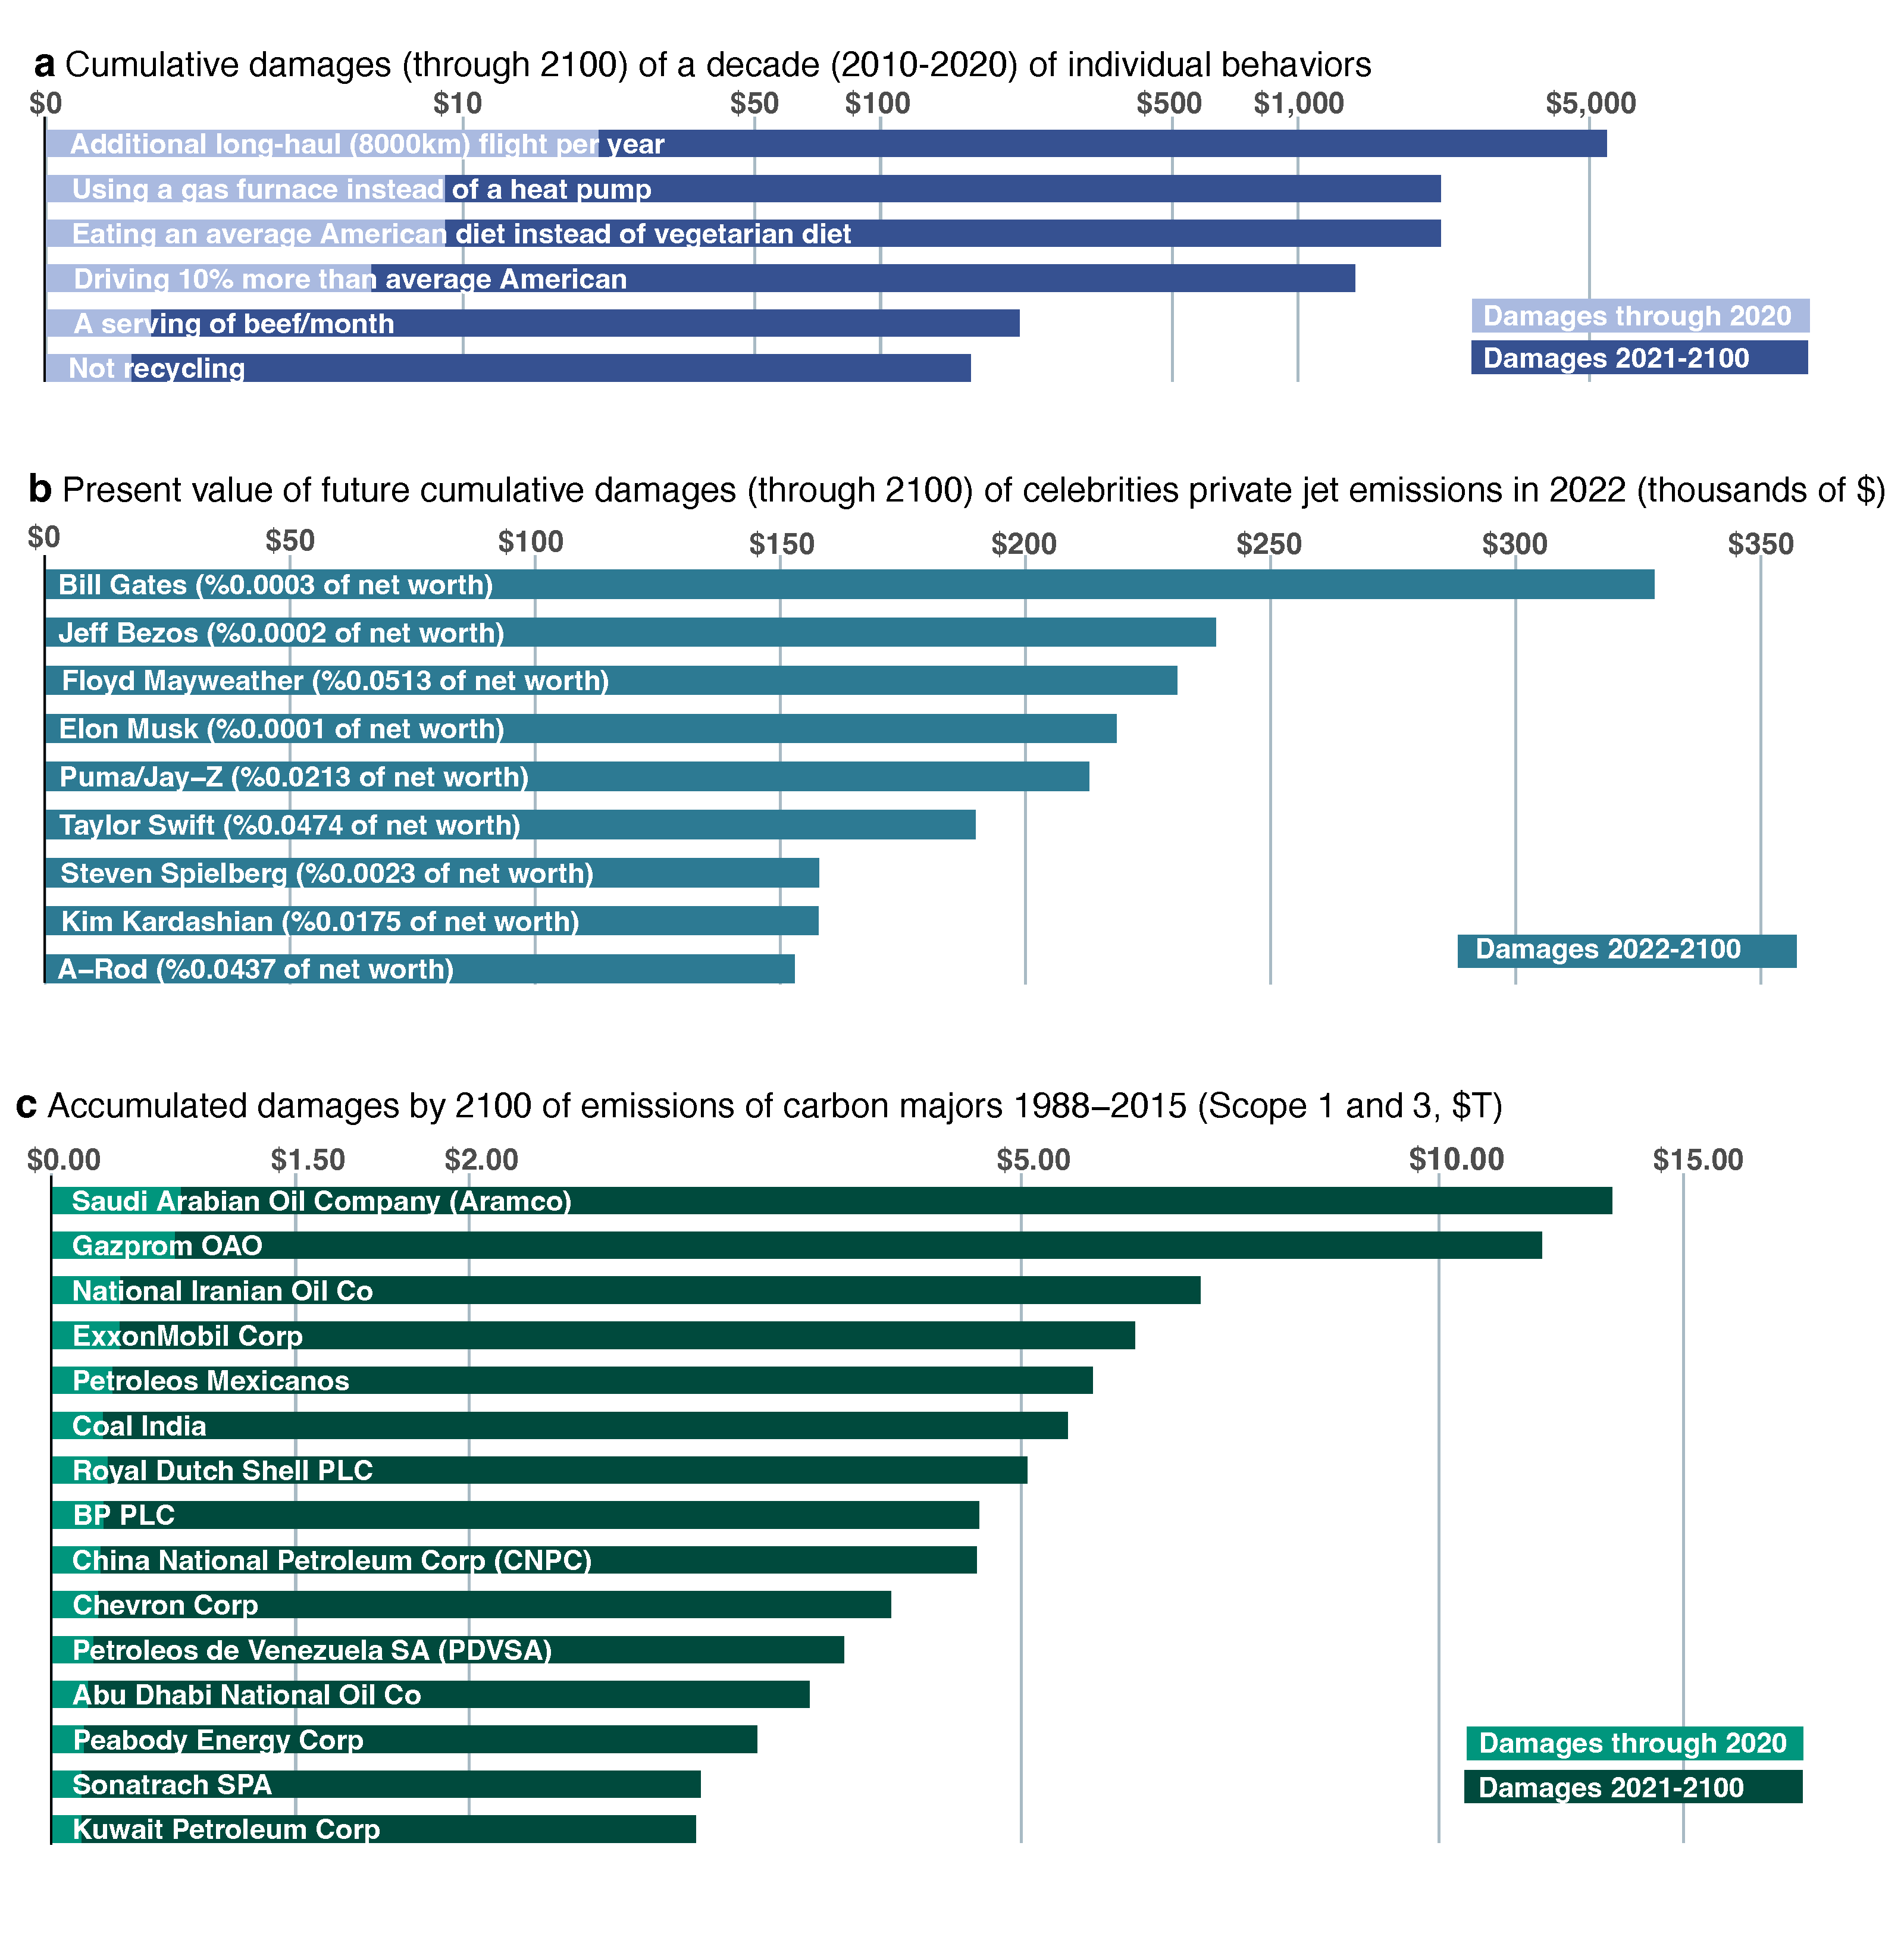 a Cumulative damages (through 2100) of a decade (2010-2020) of individual behaviors
$0 $10 $50 $100 $500 $1,000 $5,000
Additional long-haul (8000km) flight per year
Using a gas furnace instead of a heat pump
Eating an average American diet instead of vegetarian diet
Driving 10% more than average American
A serving of beef/month
Not recycling
Damages through 2020
Damages 2021-2100
b Present value of future cumulative damages (through 2100) of celebrities private jet emissions in 2022 (thousands of $)
$0 $50 $100 $150 $200 $250 $300 $350
Bill Gates (%0.0003 of net worth)
Jeff Bezos (%0.0002 of net worth)
Floyd Mayweather (%0.0513 of net worth)
Elon Musk (%0.0001 of net worth)
Puma/Jay–Z (%0.0213 of net worth)
Taylor Swift (%0.0474 of net worth)
Steven Spielberg (%0.0023 of net worth)
Kim Kardashian (%0.0175 of net worth)
A–Rod (%0.0437 of net worth)
Damages 2022-2100
c Accumulated damages by 2100 of emissions of carbon majors 1988–2015 (Scope 1 and 3, $T)
$0.00 $1.50 $2.00 $5.00 $10.00 $15.00
Saudi Arabian Oil Company (Aramco)
Gazprom OAO
National Iranian Oil Co
ExxonMobil Corp
Petroleos Mexicanos
Coal India
Royal Dutch Shell PLC
BP PLC
China National Petroleum Corp (CNPC)
Chevron Corp
Petroleos de Venezuela SA (PDVSA)
Abu Dhabi National Oil Co
Peabody Energy Corp
Sonatrach SPA
Kuwait Petroleum Corp
Damages through 2020
Damages 2021-2100